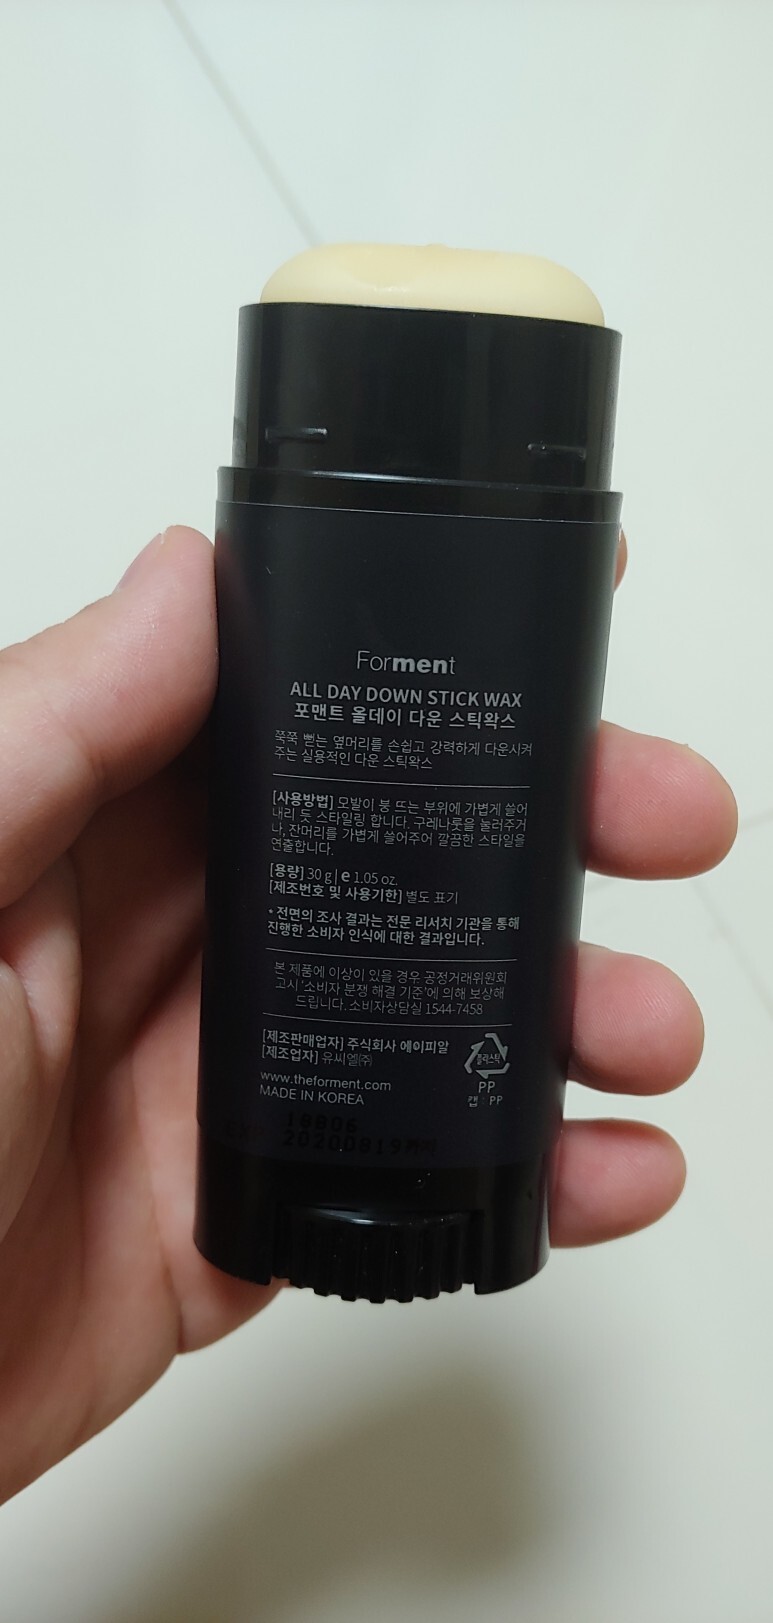 Forment
ALL DAY DOWN STICK WAX
포맨트 올데이 다운 스틱왁스
쭉쭉 뻗는 옆머리를 손쉽고 강력하게 다운시켜
주는 실용적인 다운 스틱왁스
[사용방법] 모발이 붕 뜨는 부위에 가볍게 쓸어
내리 듯 스타일링 합니다. 구레나룻을 눌러주거
나, 잔머리를 가볍게 쓸어주어 깔끔한 스타일을
연출합니다.
[용량] 30 g | e 1.05 oz.
[제조번호 및 사용기한] 별도 표기
* 전면의 조사 결과는 전문 리서치 기관을 통해
진행한 소비자 인식에 대한 결과입니다.
본 제품에 이상이 있을 경우, 공정거래위원회
고시 '소비자 분쟁 해결 기준'에 의해 보상해
드립니다. 소비자상담실 1544-7458
[제조판매업자] 주식회사 에이피알
[제조업자] 유씨엘㈜
www.theforment.com
MADE IN KOREA
플라스틱
PP
캡 : PP
20200819까지